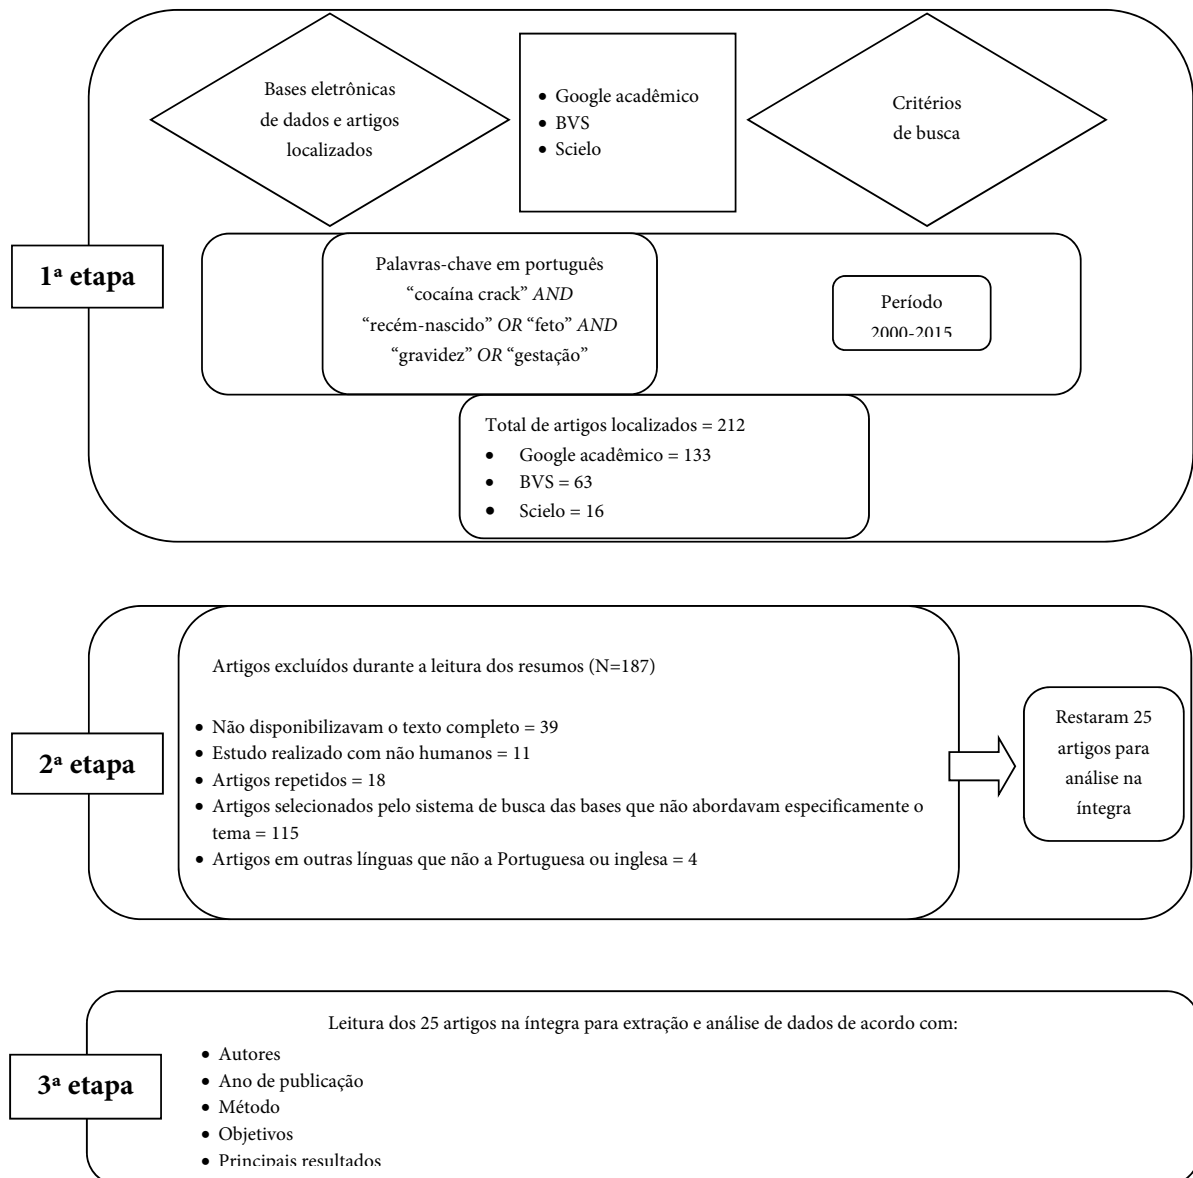 Bases eletrônicas
de dados e artigos
localizados
• Google acadêmico
• BVS
• Scielo
Critérios
de busca
1ª etapa
Palavras-chave em português
“cocaína crack” AND
“recém-nascido” OR “feto” AND
“gravidez” OR “gestação”
Período
2000-2015
Total de artigos localizados = 212
• Google acadêmico = 133
• BVS = 63
• Scielo = 16
2ª etapa
Artigos excluídos durante a leitura dos resumos (N=187)
• Não disponibilizavam o texto completo = 39
• Estudo realizado com não humanos = 11
• Artigos repetidos = 18
• Artigos selecionados pelo sistema de busca das bases que não abordavam especificamente o
tema = 115
• Artigos em outras línguas que não a Portuguesa ou inglesa = 4
Restaram 25
artigos para
análise na
íntegra
3ª etapa
Leitura dos 25 artigos na íntegra para extração e análise de dados de acordo com:
• Autores
• Ano de publicação
• Método
• Objetivos
• Principais resultados